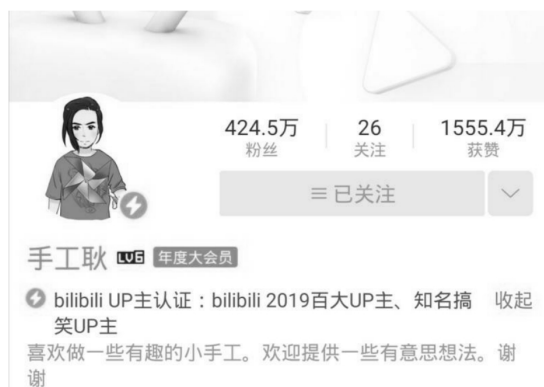 424.5万 26 1555.4万
粉丝 关注 获赞
已关注
手工耿 LV6 年度大会员
bilibili UP主认证：bilibili 2019百大UP主、知名搞 收起
笑UP主
喜欢做一些有趣的小手工。欢迎提供一些有意思想法。谢
谢